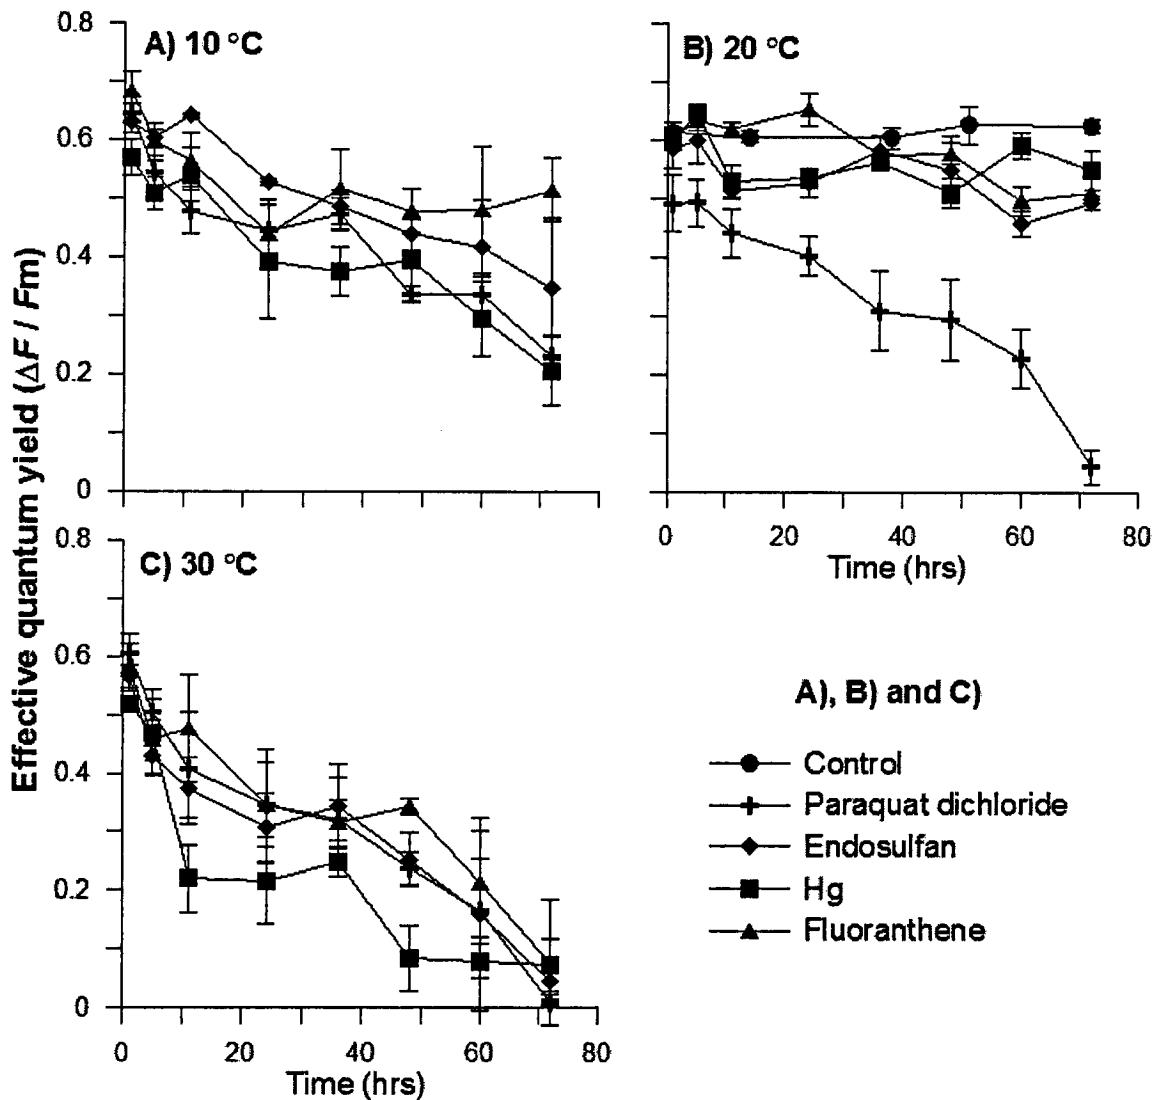 Effective quantum yield (ΔF / Fm)
A) 10 °C
0.8
0.6
0.4
0.2
0
B) 20 °C
0 20 40 60 80
Time (hrs)
C) 30 °C
0.8
0.6
0.4
0.2
0
0 20 40 60 80
Time (hrs)
A), B) and C)
Control
Paraquat dichloride
Endosulfan
Hg
Fluoranthene